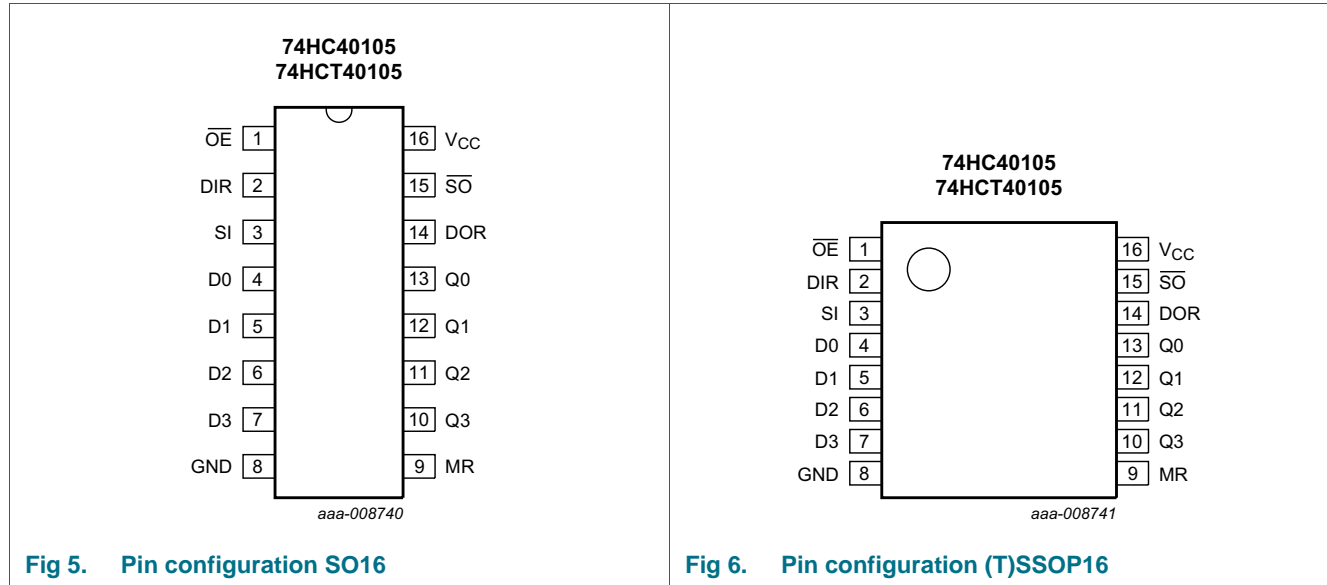 74HC40105
74HCT40105
OE 1 16 VCC
DIR 2 15 SO
SI 3 14 DOR
D0 4 13 Q0
D1 5 12 Q1
D2 6 11 Q2
D3 7 10 Q3
GND 8 9 MR
aaa-008740
Fig 5. Pin configuration SO16
74HC40105
74HCT40105
OE 1 16 VCC
DIR 2 15 SO
SI 3 14 DOR
D0 4 13 Q0
D1 5 12 Q1
D2 6 11 Q2
D3 7 10 Q3
GND 8 9 MR
aaa-008741
Fig 6. Pin configuration (T)SSOP16